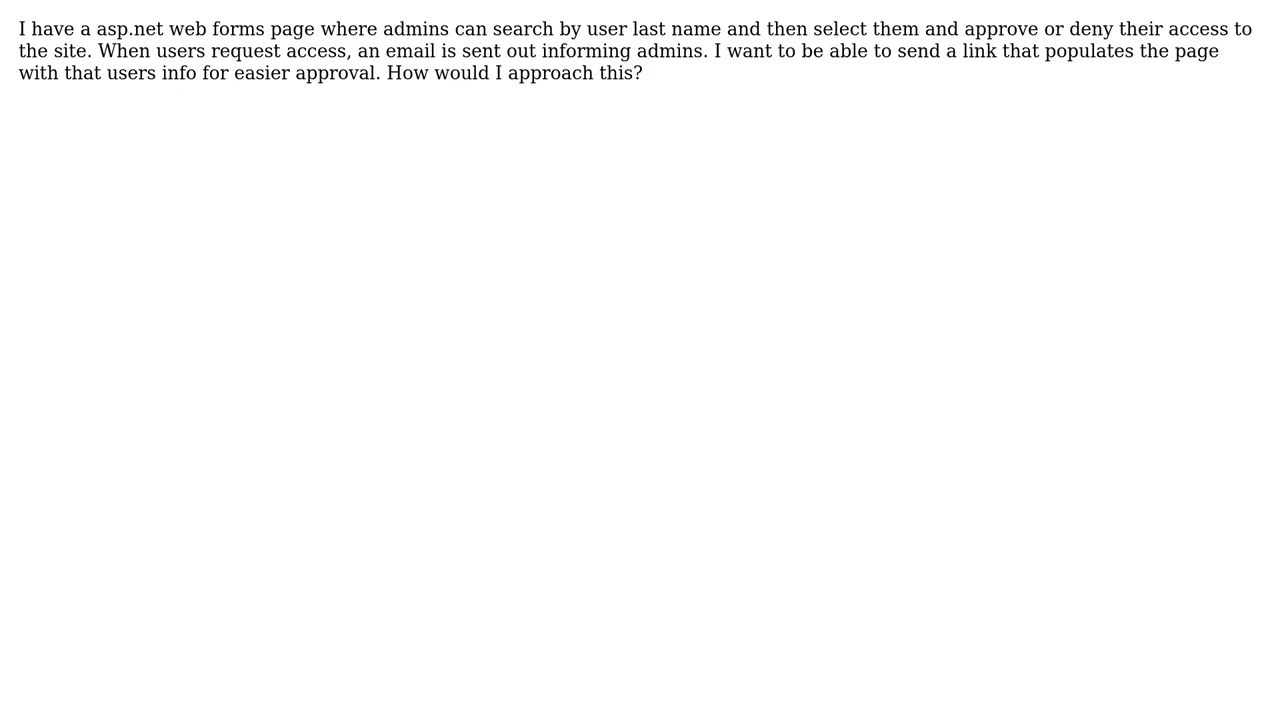 I have a asp.net web forms page where admins can search by user last name and then select them and approve or deny their access to
the site. When users request access, an email is sent out informing admins. I want to be able to send a link that populates the page
with that users info for easier approval. How would I approach this?